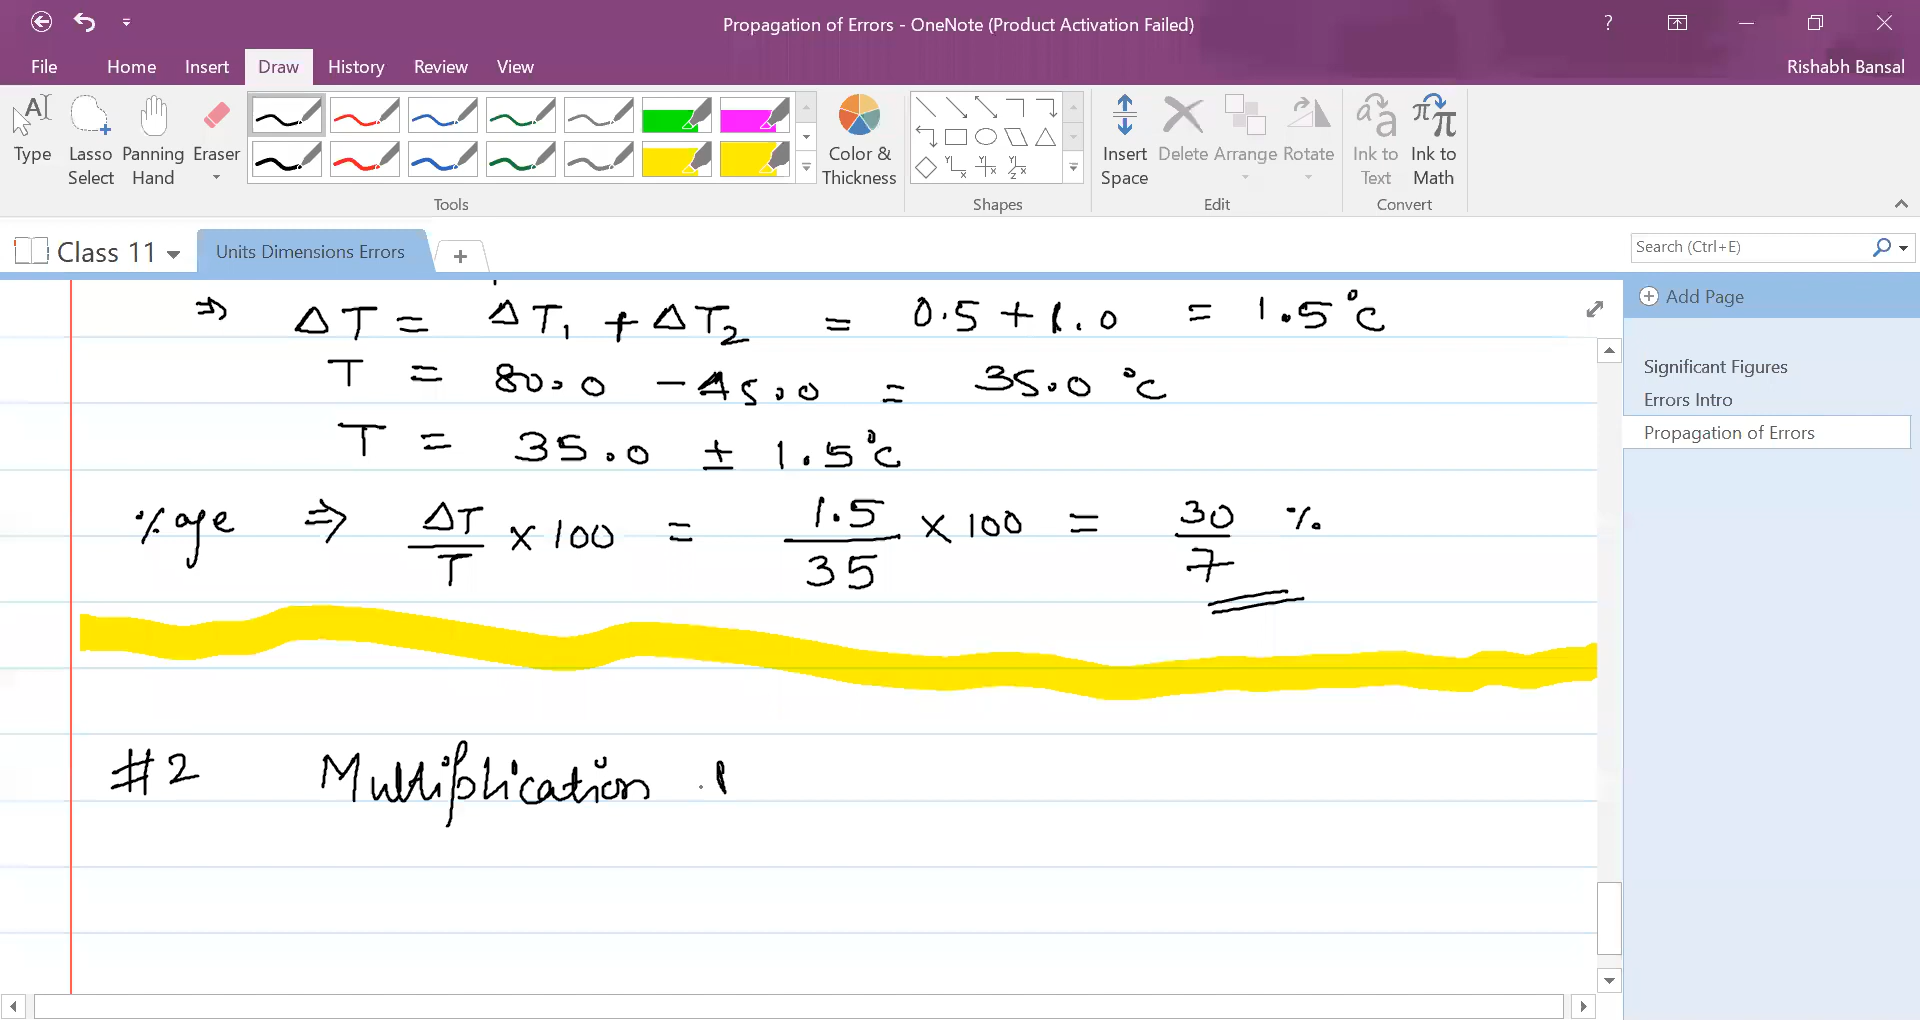 Propagation of Errors - OneNote (Product Activation Failed)
?
File Home Insert Draw History Review View
Rishabh Bansal
Type
Lasso Select
Panning Hand
Eraser
Color & Thickness
Insert Space
Delete
Arrange
Rotate
Ink to Text
Ink to Math
Tools
Shapes
Edit
Convert
Class 11
Units Dimensions Errors
Search (Ctrl+E)
Add Page
Significant Figures
Errors Intro
Propagation of Errors
⇒ ΔT = ΔT₁ + ΔT₂ = 0.5 + 1.0 = 1.5°C
T = 80.0 - 45.0 = 35.0 °C
T = 35.0 ± 1.5°C
%age ⇒ ΔT/T × 100 = 1.5/35 × 100 = 30/7 %
#2 Multiplication